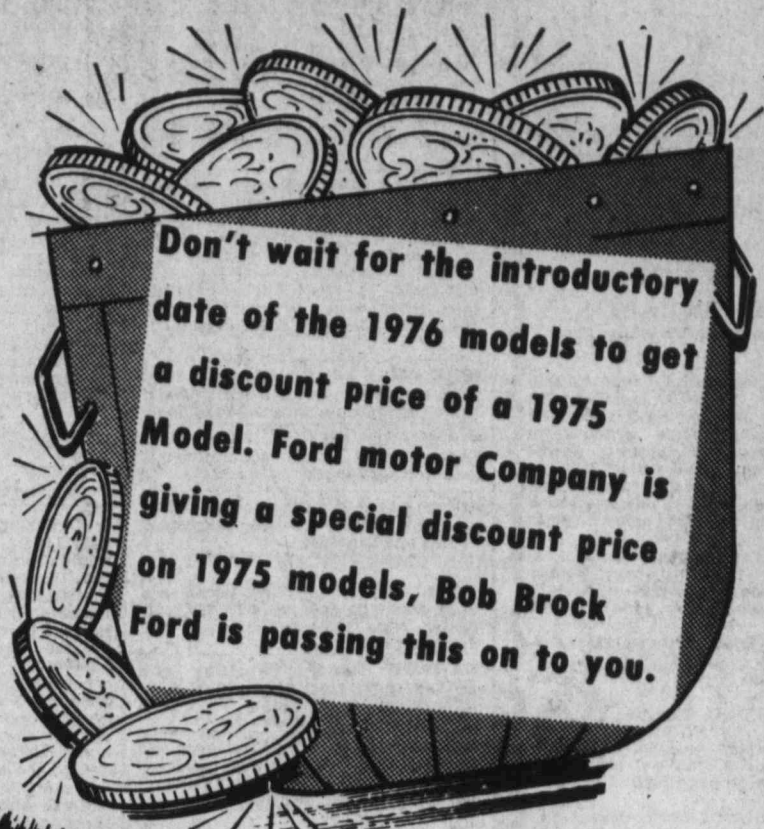 Don't wait for the introductory
date of the 1976 models to get
a discount price of a 1975
Model. Ford motor Company is
giving a special discount price
on 1975 models, Bob Brock
Ford is passing this on to you.